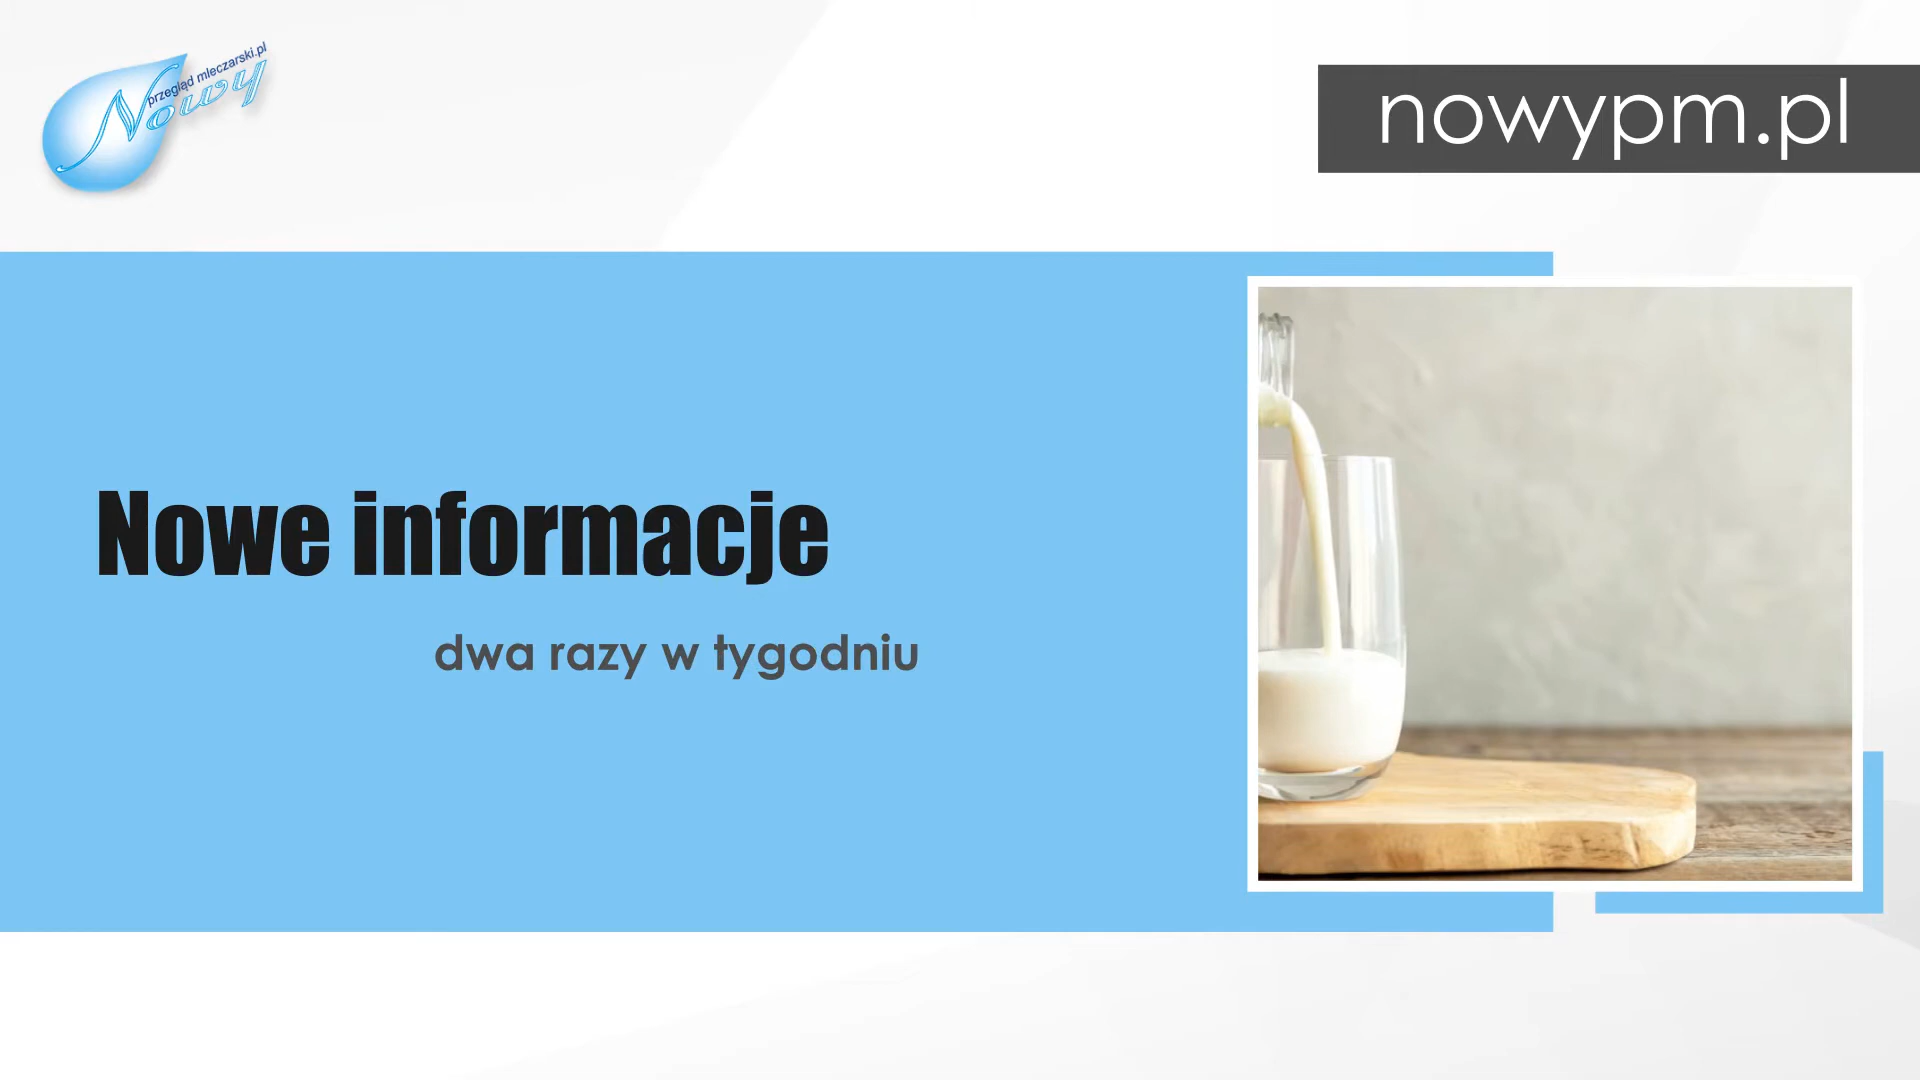 przegląd mleczarski.pl
Nowy
nowypm.pl
Nowe informacje
dwa razy w tygodniu